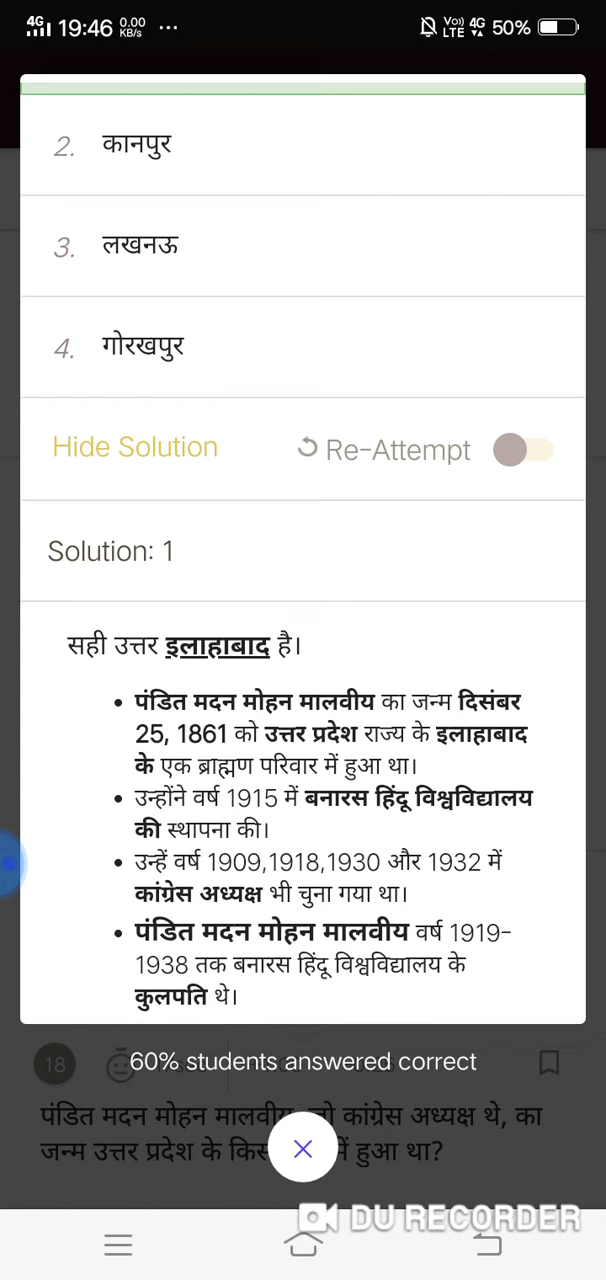 4G 19:46 0.00 KB/s ... Vo) LTE 4G 50%
2. कानपुर
3. लखनऊ
4. गोरखपुर
Hide Solution Re-Attempt
Solution: 1
सही उत्तर इलाहाबाद है।
• पंडित मदन मोहन मालवीय का जन्म दिसंबर
25, 1861 को उत्तर प्रदेश राज्य के इलाहाबाद
के एक ब्राह्मण परिवार में हुआ था।
• उन्होंने वर्ष 1915 में बनारस हिंदू विश्वविद्यालय
की स्थापना की।
• उन्हें वर्ष 1909,1918,1930 और 1932 में
कांग्रेस अध्यक्ष भी चुना गया था।
• पंडित मदन मोहन मालवीय वर्ष 1919-
1938 तक बनारस हिंदू विश्वविद्यालय के
कुलपति थे।
18 60% students answered correct
पंडित मदन मोहन मालवीय, कांग्रेस अध्यक्ष थे, का
जन्म उत्तर प्रदेश के में हुआ था?
DU RECORDER